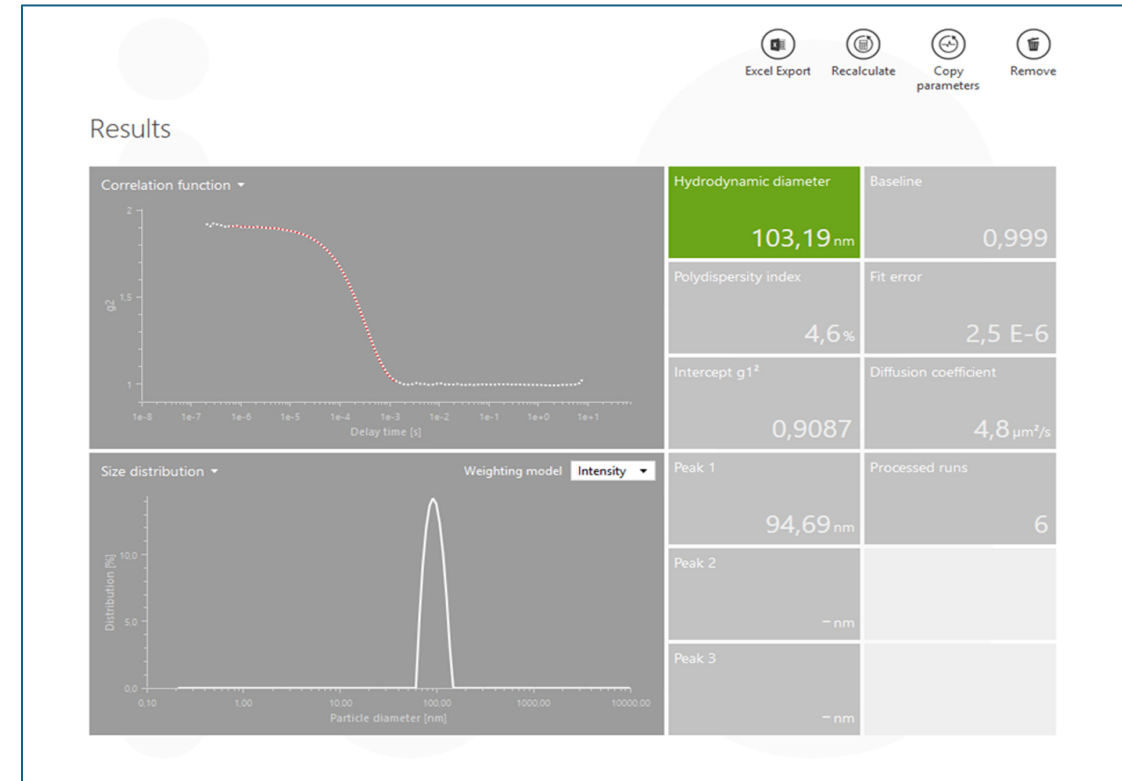 Excel Export
Recalculate
Copy
parameters
Remove
Results
Correlation function
2
1,5
1
g2
1e-8 1e-7 1e-6 1e-5 1e-4 1e-3 1e-2 1e-1 1e+0 1e+1
Delay time [s]
Hydrodynamic diameter
103,19 nm
Baseline
0,999
Polydispersity index
4,6 %
Fit error
2,5 E-6
Intercept g1²
0,9087
Diffusion coefficient
4,8 µm²/s
Size distribution
Weighting model Intensity
10,0
5,0
0,0
Distribution [%]
0,10 1,00 10,00 100,00 1000,00 10000,00
Particle diameter [nm]
Peak 1
94,69 nm
Processed runs
6
Peak 2
– nm
Peak 3
– nm